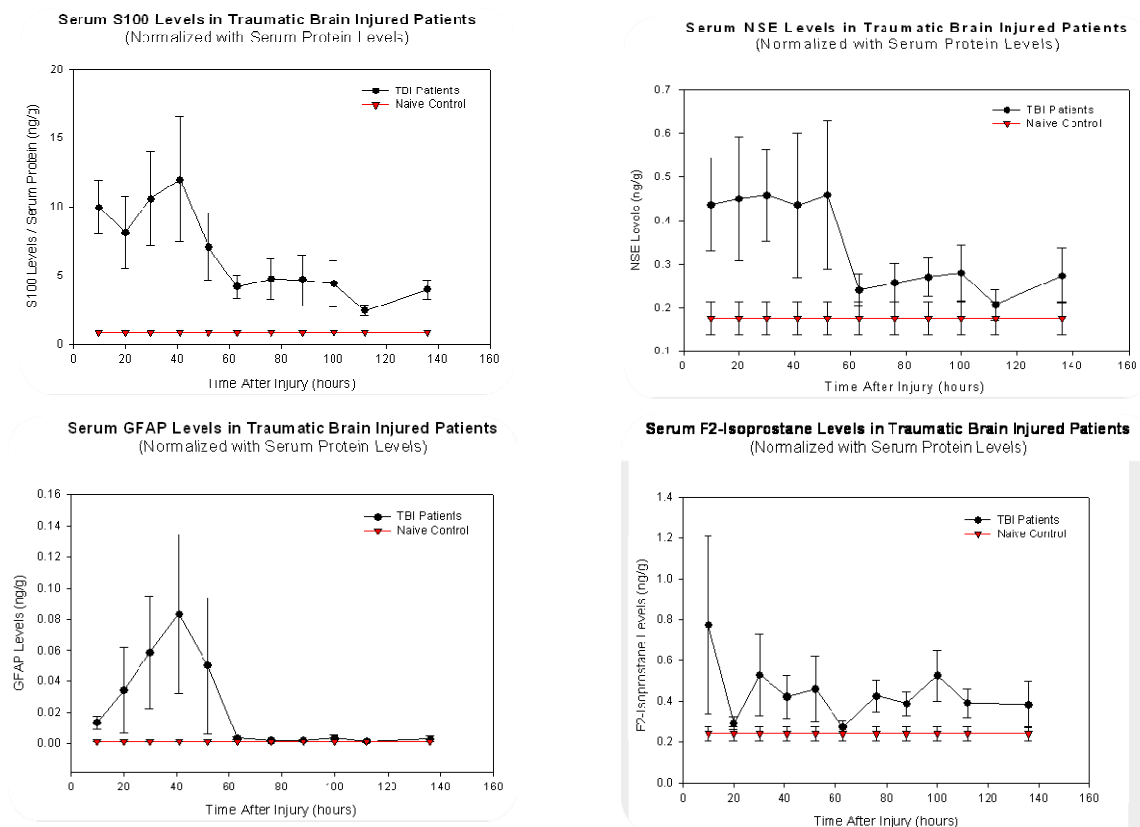 Serum S100 Levels in Traumatic Brain Injured Patients
(Normalized with Serum Protein Levels)
20
15
10
5
0
S100 Levels / Serum Protein (ng/g)
TBI Patients
Naive Control
0 20 40 60 80 100 120 140 160
Time After Injury (hours)
Serum NSE Levels in Traumatic Brain Injured Patients
(Normalized with Serum Protein Levels)
0.7
0.6
0.5
0.4
0.3
0.2
0.1
NSE Levels (ng/g)
TBI Patients
Naive Control
0 20 40 60 80 100 120 140 160
Time After Injury (hours)
Serum GFAP Levels in Traumatic Brain Injured Patients
(Normalized with Serum Protein Levels)
0.16
0.14
0.12
0.10
0.08
0.06
0.04
0.02
0.00
GFAP Levels (ng/g)
TBI Patients
Naive Control
0 20 40 60 80 100 120 140 160
Time After Injury (hours)
Serum F2-Isoprostane Levels in Traumatic Brain Injured Patients
(Normalized with Serum Protein Levels)
1.4
1.2
1.0
0.8
0.6
0.4
0.2
0.0
F2-Isoprostane Levels (ng/g)
TBI Patients
Naive Control
0 20 40 60 80 100 120 140 160
Time After Injury (hours)